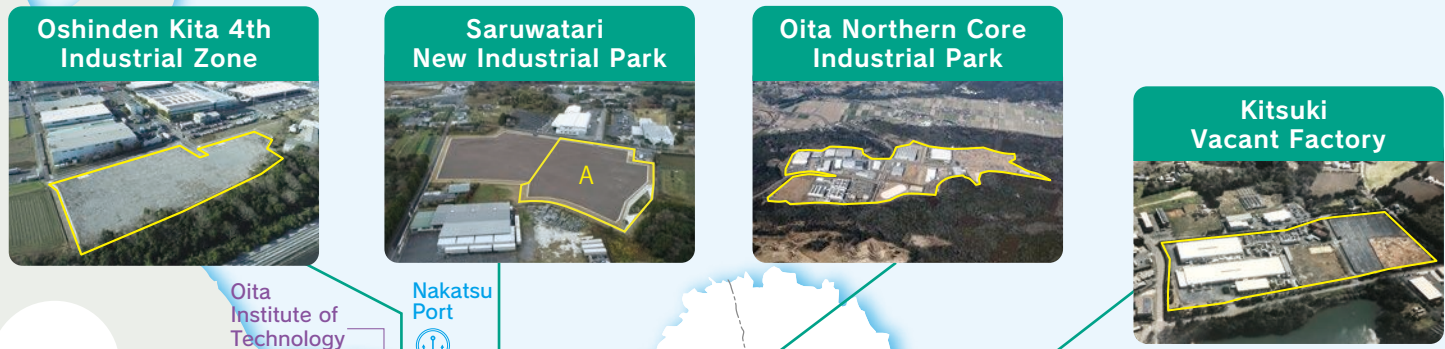 Oshinden Kita 4th
Industrial Zone
Saruwatari
New Industrial Park
A
Oita Northern Core
Industrial Park
Kitsuki
Vacant Factory
Oita
Institute of
Technology
Nakatsu
Port